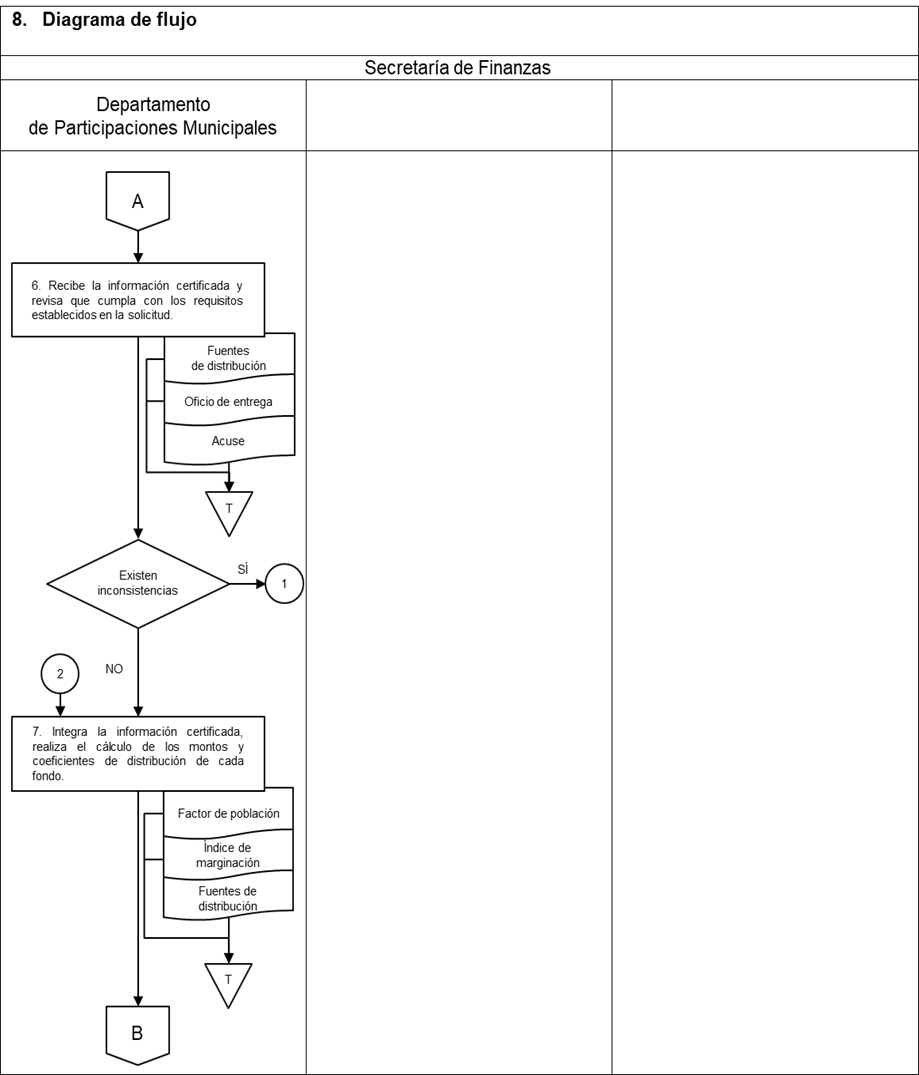 8. Diagrama de flujo
Secretaría de Finanzas
Departamento
de Participaciones Municipales
A
6. Recibe la información certificada y
revisa que cumpla con los requisitos
establecidos en la solicitud.
Fuentes
de distribución
Oficio de entrega
Acuse
T
Existen
inconsistencias
SÍ
1
2
NO
7. Integra la información certificada,
realiza el cálculo de los montos y
coeficientes de distribución de cada
fondo.
Factor de población
Índice de
marginación
Fuentes de
distribución
T
B